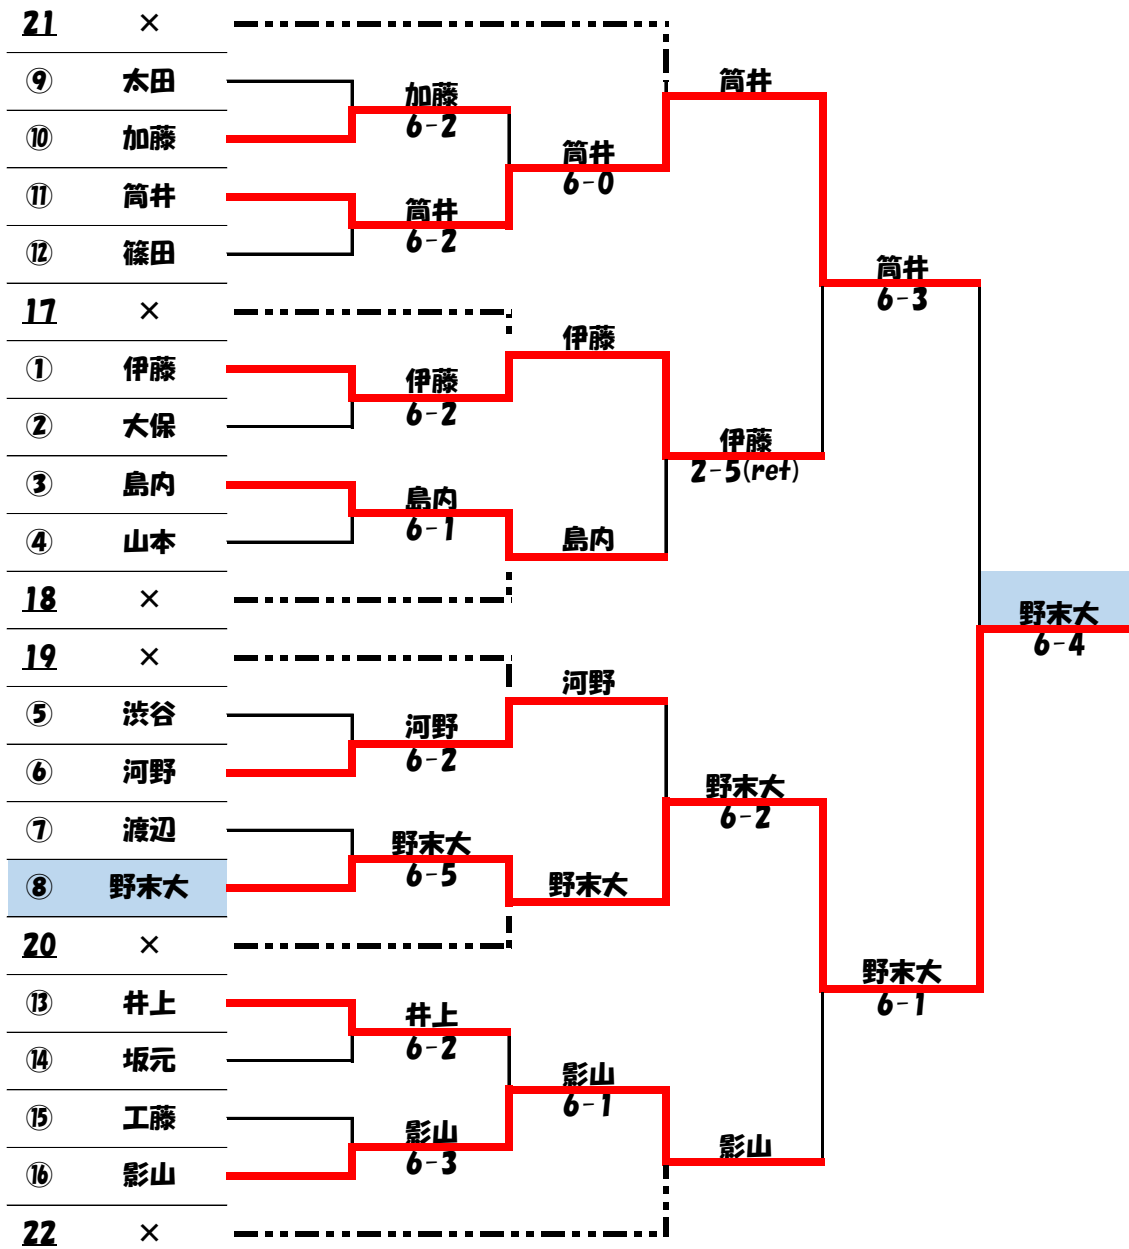 21 ×
⑨ 太田
⑩ 加藤
⑪ 筒井
⑫ 篠田
17 ×
① 伊藤
② 大保
③ 島内
④ 山本
18 ×
19 ×
⑤ 渋谷
⑥ 河野
⑦ 渡辺
⑧ 野末大
20 ×
⑬ 井上
⑭ 坂元
⑮ 工藤
⑯ 影山
22 ×
加藤
6-2
筒井
6-2
伊藤
6-2
島内
6-1
河野
6-2
野末大
6-5
井上
6-2
影山
6-3
筒井
6-0
伊藤
島内
河野
野末大
影山
6-1
筒井
伊藤
2-5(ret)
野末大
6-2
影山
筒井
6-3
野末大
6-1
野末大
6-4